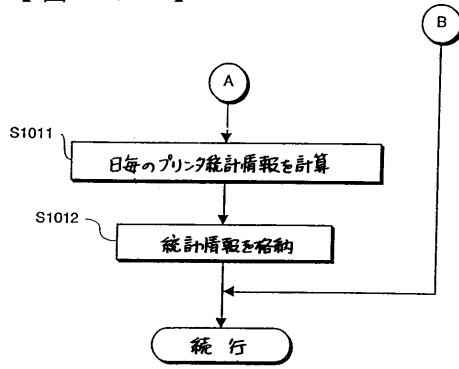 B
A
S1011
日毎のプリンタ統計情報を計算
S1012
統計情報を格納
続行